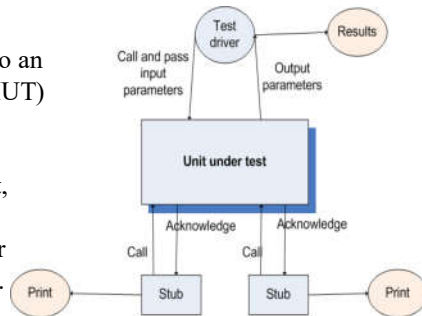 o an
UT)
t,
r
r.
Test
driver
Results
Call and pass
input
parameters
Output
parameters
Unit under test
Acknowledge
Acknowledge
Call
Call
Print
Stub
Stub
Print